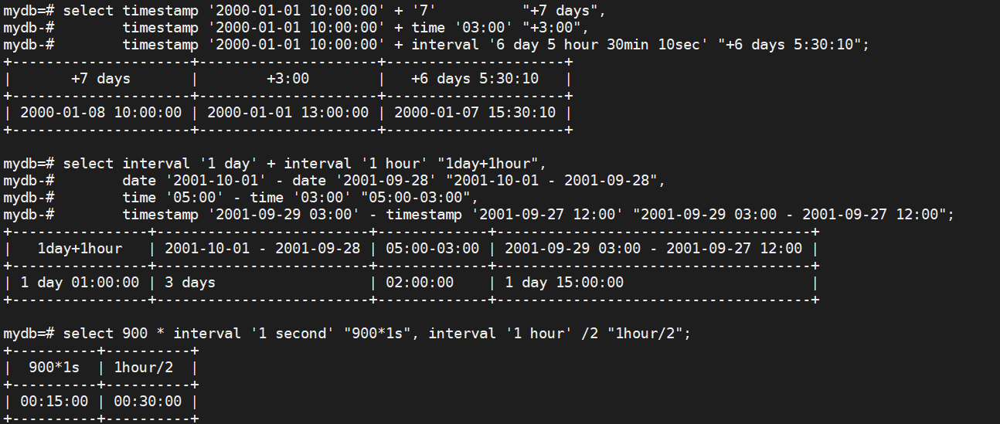 mydb=# select timestamp '2000-01-01 10:00:00' + '7'          "+7 days",
mydb-#        timestamp '2000-01-01 10:00:00' + time '03:00' "+3:00",
mydb-#        timestamp '2000-01-01 10:00:00' + interval '6 day 5 hour 30min 10sec' "+6 days 5:30:10";
+---------------------+---------------------+---------------------+
|       +7 days       |        +3:00        |   +6 days 5:30:10   |
+---------------------+---------------------+---------------------+
| 2000-01-08 10:00:00 | 2000-01-01 13:00:00 | 2000-01-07 15:30:10 |
+---------------------+---------------------+---------------------+

mydb=# select interval '1 day' + interval '1 hour' "1day+1hour",
mydb-#        date '2001-10-01' - date '2001-09-28' "2001-10-01 - 2001-09-28",
mydb-#        time '05:00' - time '03:00' "05:00-03:00",
mydb-#        timestamp '2001-09-29 03:00' - timestamp '2001-09-27 12:00' "2001-09-29 03:00 - 2001-09-27 12:00";
+----------------+-------------------------+-------------+-------------------------------------+
|   1day+1hour   | 2001-10-01 - 2001-09-28 | 05:00-03:00 | 2001-09-29 03:00 - 2001-09-27 12:00 |
+----------------+-------------------------+-------------+-------------------------------------+
| 1 day 01:00:00 | 3 days                  | 02:00:00    | 1 day 15:00:00                      |
+----------------+-------------------------+-------------+-------------------------------------+

mydb=# select 900 * interval '1 second' "900*1s", interval '1 hour' /2 "1hour/2";
+----------+----------+
|  900*1s  | 1hour/2  |
+----------+----------+
| 00:15:00 | 00:30:00 |
+----------+----------+